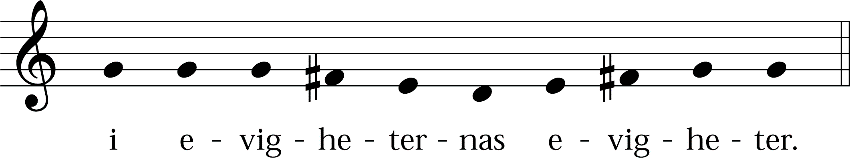 i e - vig - he - ter - nas e - vig - he - ter.